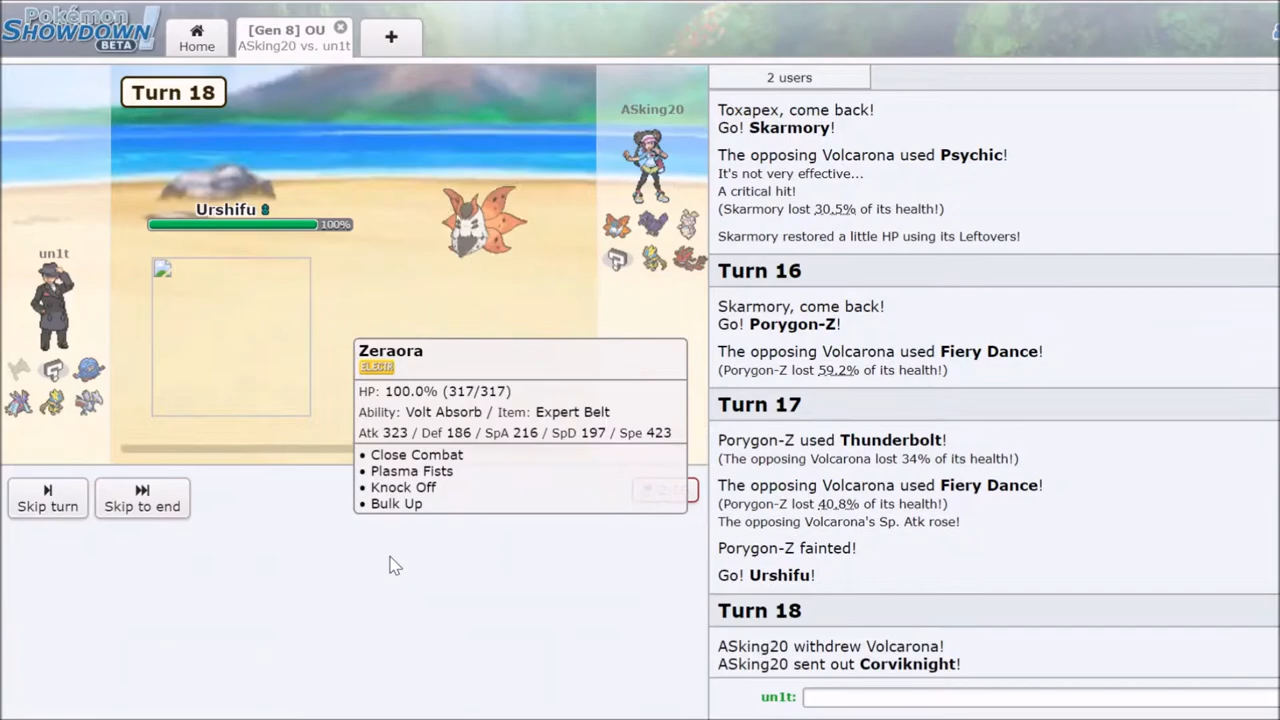 Pokémon
SHOWDOWN!
BETA
Home
[Gen 8] OU
ASking20 vs. un1t
+
Turn 18
ASking20
Urshifu
100%
un1t
Zeraora
ELECTR
HP: 100.0% (317/317)
Ability: Volt Absorb / Item: Expert Belt
Atk 323 / Def 186 / SpA 216 / SpD 197 / Spe 423
• Close Combat
• Plasma Fists
• Knock Off
• Bulk Up
Skip turn
Skip to end
2 users
Toxapex, come back!
Go! Skarmory!
The opposing Volcarona used Psychic!
It's not very effective...
A critical hit!
(Skarmory lost 30.5% of its health!)
Skarmory restored a little HP using its Leftovers!
Turn 16
Skarmory, come back!
Go! Porygon-Z!
The opposing Volcarona used Fiery Dance!
(Porygon-Z lost 59.2% of its health!)
Turn 17
Porygon-Z used Thunderbolt!
(The opposing Volcarona lost 34% of its health!)
The opposing Volcarona used Fiery Dance!
(Porygon-Z lost 40.8% of its health!)
The opposing Volcarona's Sp. Atk rose!
Porygon-Z fainted!
Go! Urshifu!
Turn 18
ASking20 withdrew Volcarona!
ASking20 sent out Corviknight!
un1t: